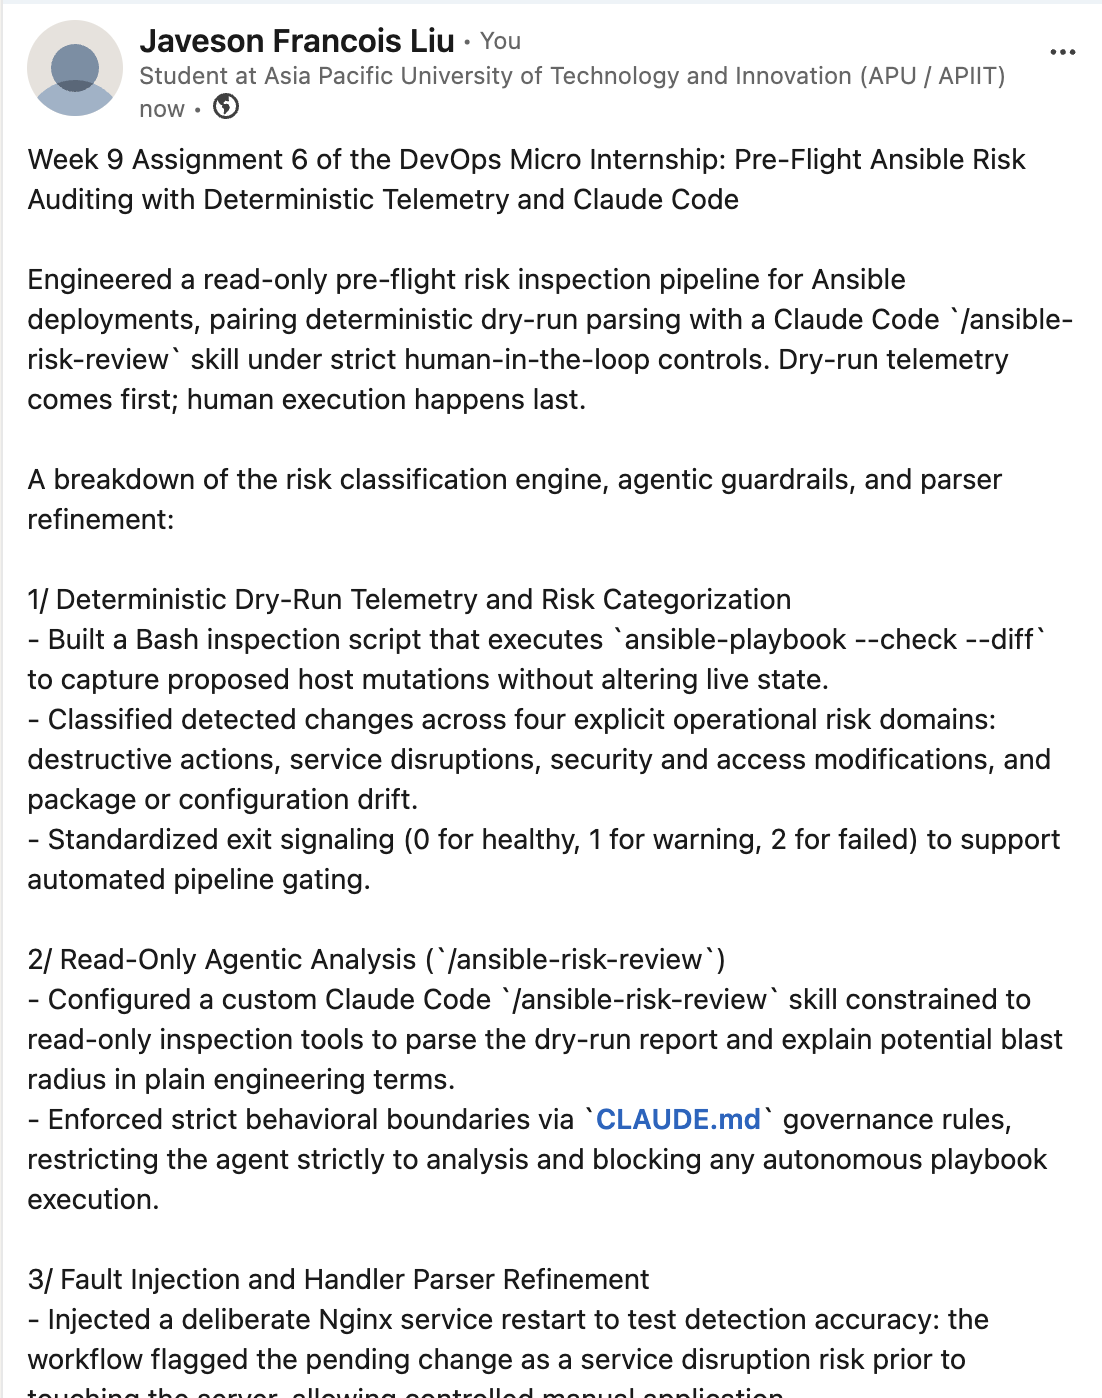 Javeson Francois Liu • You
Student at Asia Pacific University of Technology and Innovation (APU / APIIT)
now •
Week 9 Assignment 6 of the DevOps Micro Internship: Pre-Flight Ansible Risk
Auditing with Deterministic Telemetry and Claude Code
Engineered a read-only pre-flight risk inspection pipeline for Ansible
deployments, pairing deterministic dry-run parsing with a Claude Code `/ansible-
risk-review` skill under strict human-in-the-loop controls. Dry-run telemetry
comes first; human execution happens last.
A breakdown of the risk classification engine, agentic guardrails, and parser
refinement:
1/ Deterministic Dry-Run Telemetry and Risk Categorization
- Built a Bash inspection script that executes `ansible-playbook --check --diff`
to capture proposed host mutations without altering live state.
- Classified detected changes across four explicit operational risk domains:
destructive actions, service disruptions, security and access modifications, and
package or configuration drift.
- Standardized exit signaling (0 for healthy, 1 for warning, 2 for failed) to support
automated pipeline gating.
2/ Read-Only Agentic Analysis (`/ansible-risk-review`)
- Configured a custom Claude Code `/ansible-risk-review` skill constrained to
read-only inspection tools to parse the dry-run report and explain potential blast
radius in plain engineering terms.
- Enforced strict behavioral boundaries via `CLAUDE.md` governance rules,
restricting the agent strictly to analysis and blocking any autonomous playbook
execution.
3/ Fault Injection and Handler Parser Refinement
- Injected a deliberate Nginx service restart to test detection accuracy: the
workflow flagged the pending change as a service disruption risk prior to
touching the server, allowing controlled manual application.